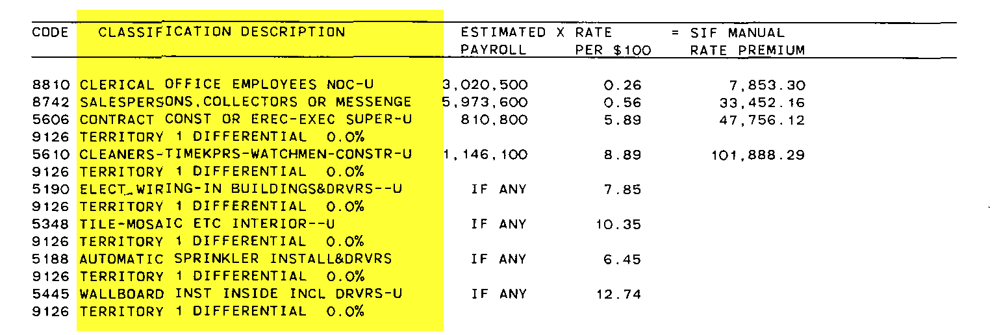 CODE CLASSIFICATION DESCRIPTION ESTIMATED X RATE = SIF MANUAL
PAYROLL PER $100 RATE PREMIUM
8810 CLERICAL OFFICE EMPLOYEES NOC-U 3,020,500 0.26 7,853.30
8742 SALESPERSONS,COLLECTORS OR MESSENGE 5,973,600 0.56 33,452.16
5606 CONTRACT CONST OR EREC-EXEC SUPER-U 810,800 5.89 47,756.12
9126 TERRITORY 1 DIFFERENTIAL 0.0%
5610 CLEANERS-TIMEKPRS-WATCHMEN-CONSTR-U 1,146,100 8.89 101,888.29
9126 TERRITORY 1 DIFFERENTIAL 0.0%
5190 ELECT WIRING-IN BUILDINGS&DRVRS--U IF ANY 7.85
9126 TERRITORY 1 DIFFERENTIAL 0.0%
5348 TILE-MOSAIC ETC INTERIOR--U IF ANY 10.35
9126 TERRITORY 1 DIFFERENTIAL 0.0%
5188 AUTOMATIC SPRINKLER INSTALL&DRVRS IF ANY 6.45
9126 TERRITORY 1 DIFFERENTIAL 0.0%
5445 WALLBOARD INST INSIDE INCL DRVRS-U IF ANY 12.74
9126 TERRITORY 1 DIFFERENTIAL 0.0%